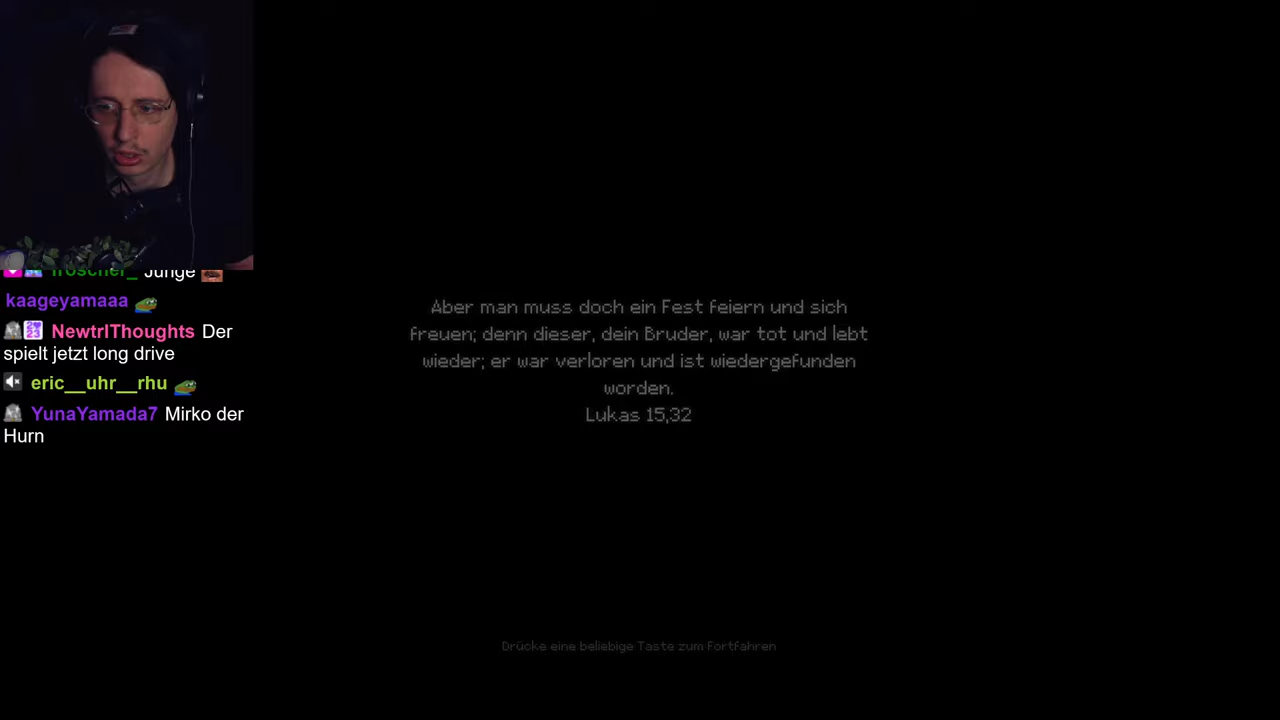 froscher_ Junge
kaageyamaaa
NewtrlThoughts Der
spielt jetzt long drive
eric__uhr__rhu
YunaYamada7 Mirko der
Hurn
Aber man muss doch ein Fest feiern und sich
freuen; denn dieser, dein Bruder, war tot und lebt
wieder; er war verloren und ist wiedergefunden
worden.
Lukas 15,32
Drücke eine beliebige Taste zum Fortfahren